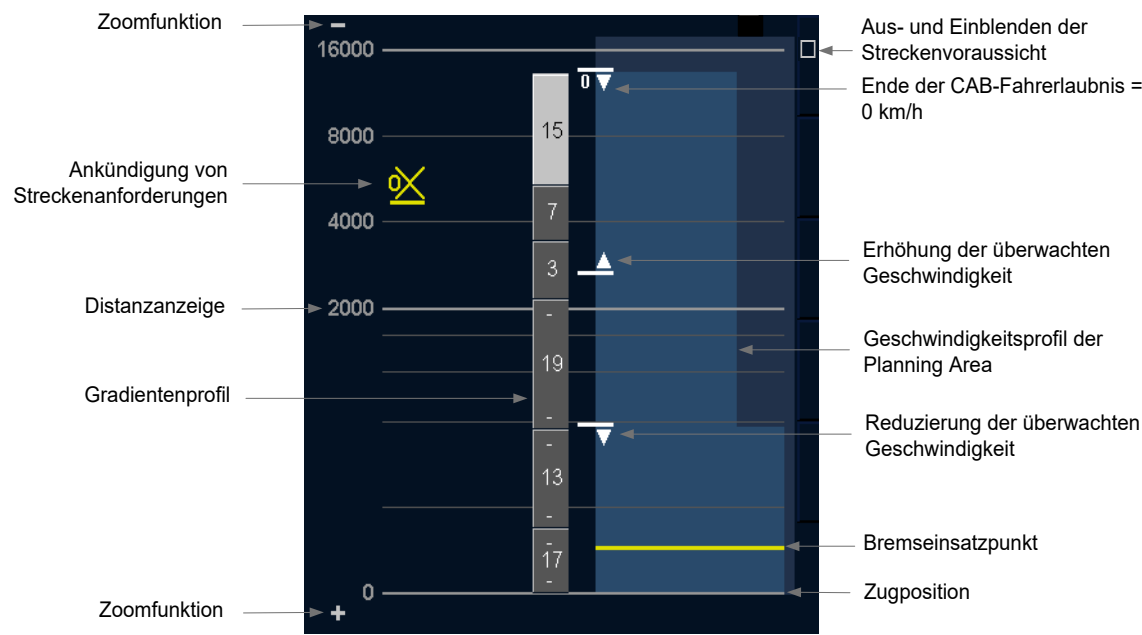 Zoomfunktion
Ankündigung von
Streckenanforderungen
Distanzanzeige
Gradientenprofil
Zoomfunktion
−
16000
8000
4000
2000
0
+
0
15
7
3
-
19
-
-
13
-
-
17
-
0
Aus- und Einblenden der
Streckenvoraussicht
Ende der CAB-Fahrerlaubnis =
0 km/h
Erhöhung der überwachten
Geschwindigkeit
Geschwindigkeitsprofil der
Planning Area
Reduzierung der überwachten
Geschwindigkeit
Bremseinsatzpunkt
Zugposition